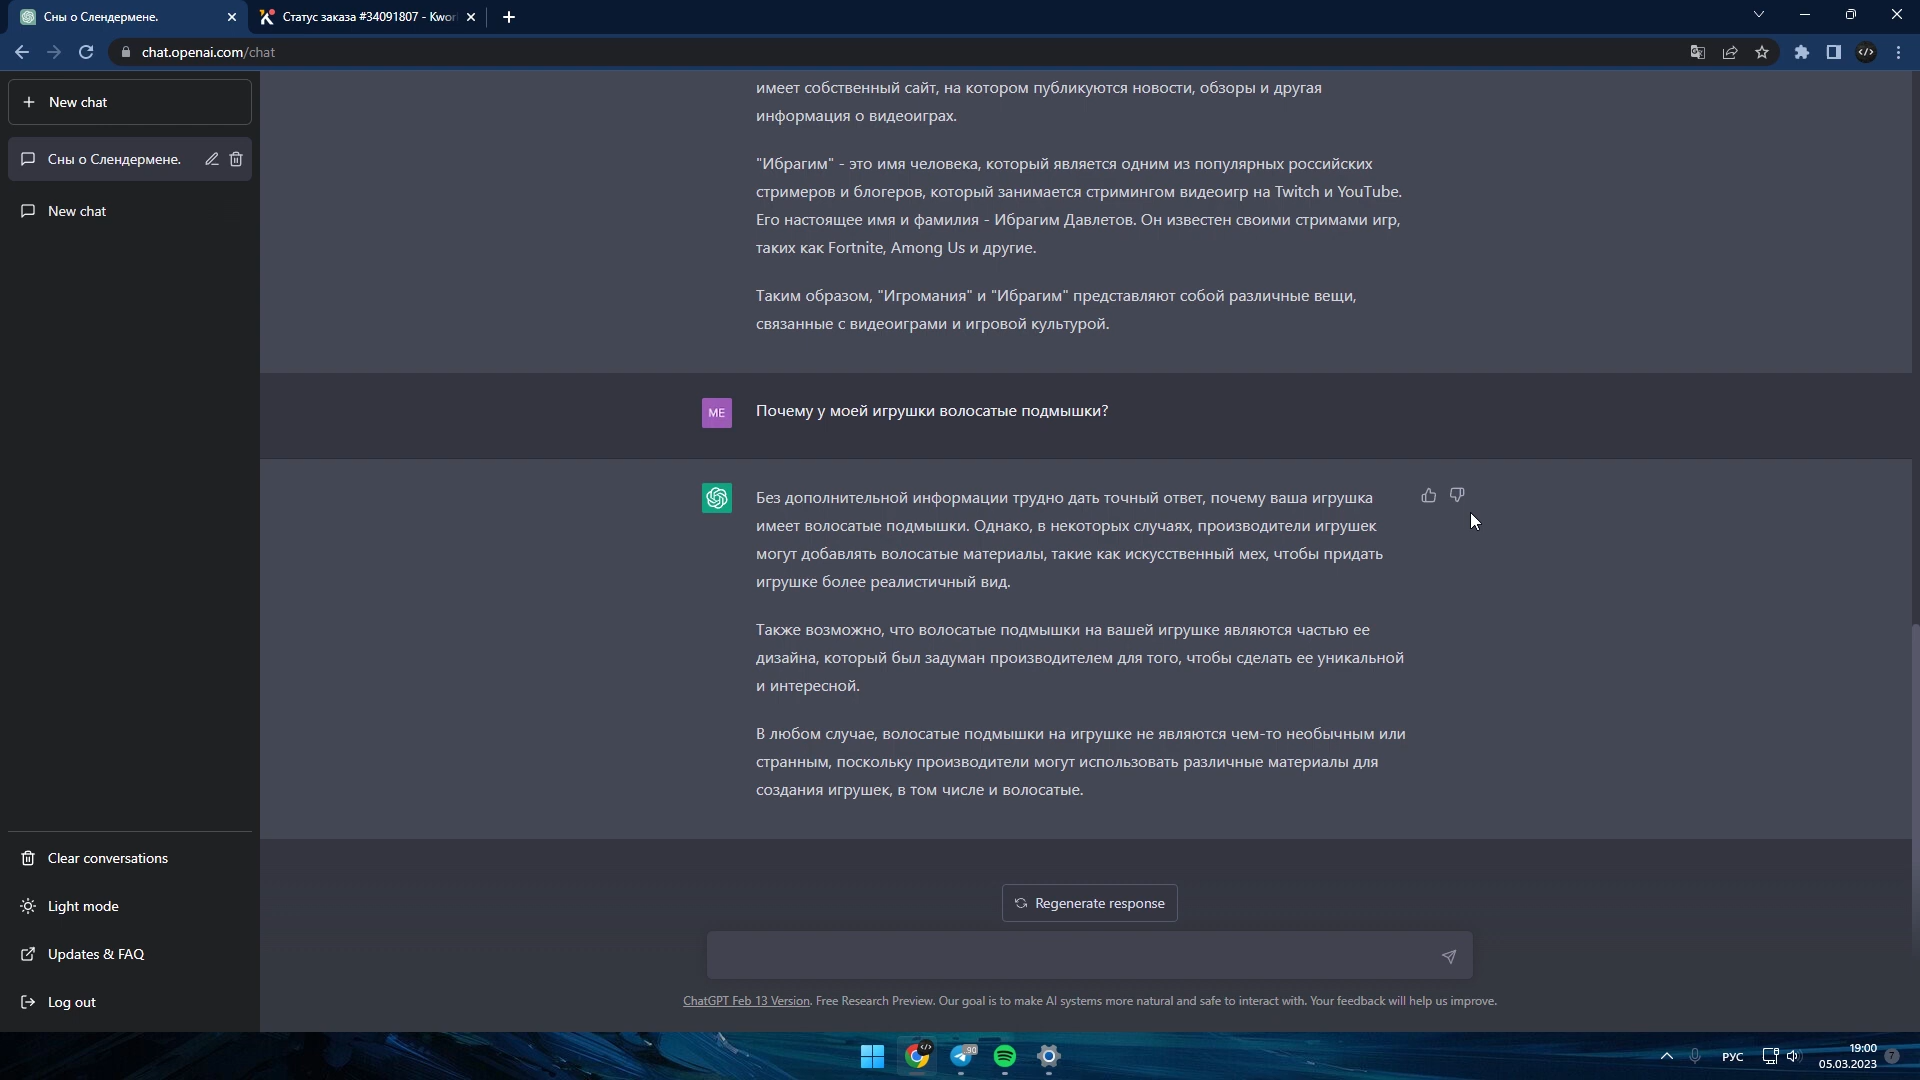 Сны о Слендермене.
Статус заказа #34091807 - Kwor
chat.openai.com/chat
New chat
Сны о Слендермене.
New chat
имеет собственный сайт, на котором публикуются новости, обзоры и другая
информация о видеоиграх.
"Ибрагим" - это имя человека, который является одним из популярных российских
стримеров и блогеров, который занимается стримингом видеоигр на Twitch и YouTube.
Его настоящее имя и фамилия - Ибрагим Давлетов. Он известен своими стримами игр,
таких как Fortnite, Among Us и другие.
Таким образом, "Игромания" и "Ибрагим" представляют собой различные вещи,
связанные с видеоиграми и игровой культурой.
ME
Почему у моей игрушки волосатые подмышки?
Без дополнительной информации трудно дать точный ответ, почему ваша игрушка
имеет волосатые подмышки. Однако, в некоторых случаях, производители игрушек
могут добавлять волосатые материалы, такие как искусственный мех, чтобы придать
игрушке более реалистичный вид.
Также возможно, что волосатые подмышки на вашей игрушке являются частью ее
дизайна, который был задуман производителем для того, чтобы сделать ее уникальной
и интересной.
В любом случае, волосатые подмышки на игрушке не являются чем-то необычным или
странным, поскольку производители могут использовать различные материалы для
создания игрушек, в том числе и волосатые.
Clear conversations
Light mode
Updates & FAQ
Log out
Regenerate response
ChatGPT Feb 13 Version. Free Research Preview. Our goal is to make AI systems more natural and safe to interact with. Your feedback will help us improve.
90
РУС
19:00
05.03.2023
7